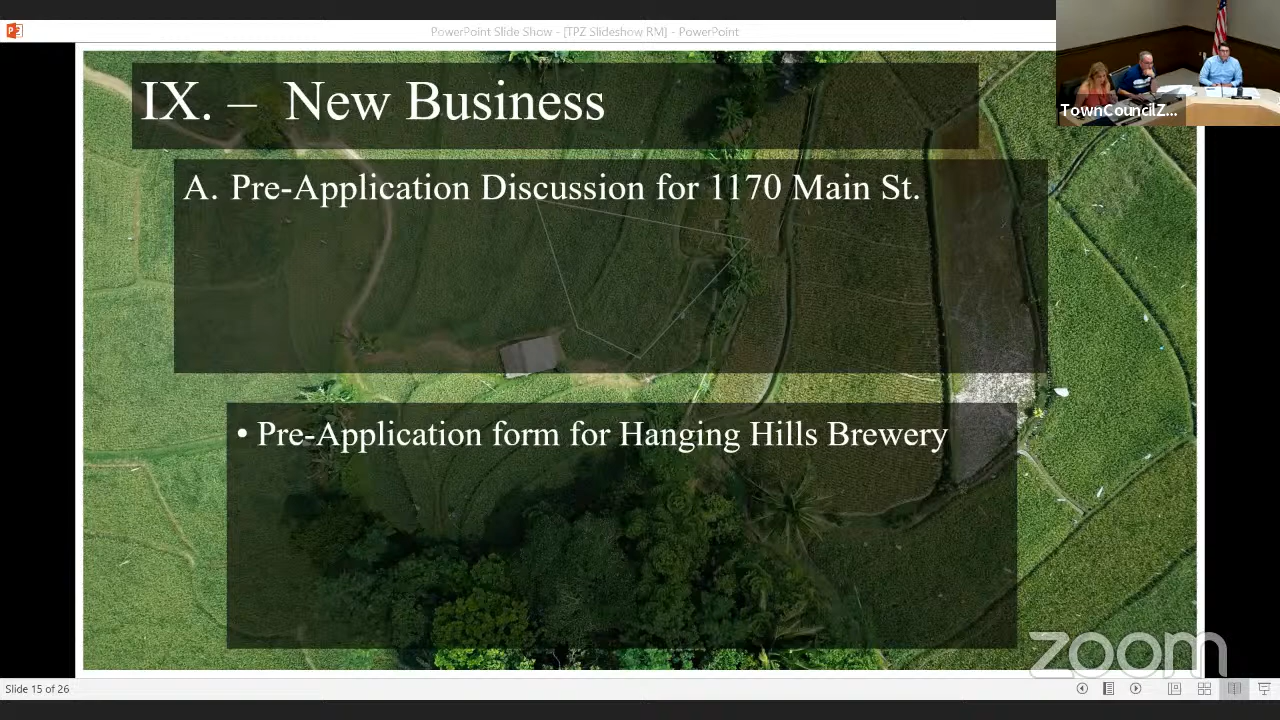 PowerPoint Slide Show - [TPZ Slideshow RM] - PowerPoint
TownCouncilZ...
IX. – New Business
A. Pre-Application Discussion for 1170 Main St.
• Pre-Application form for Hanging Hills Brewery
zoom
Slide 15 of 26